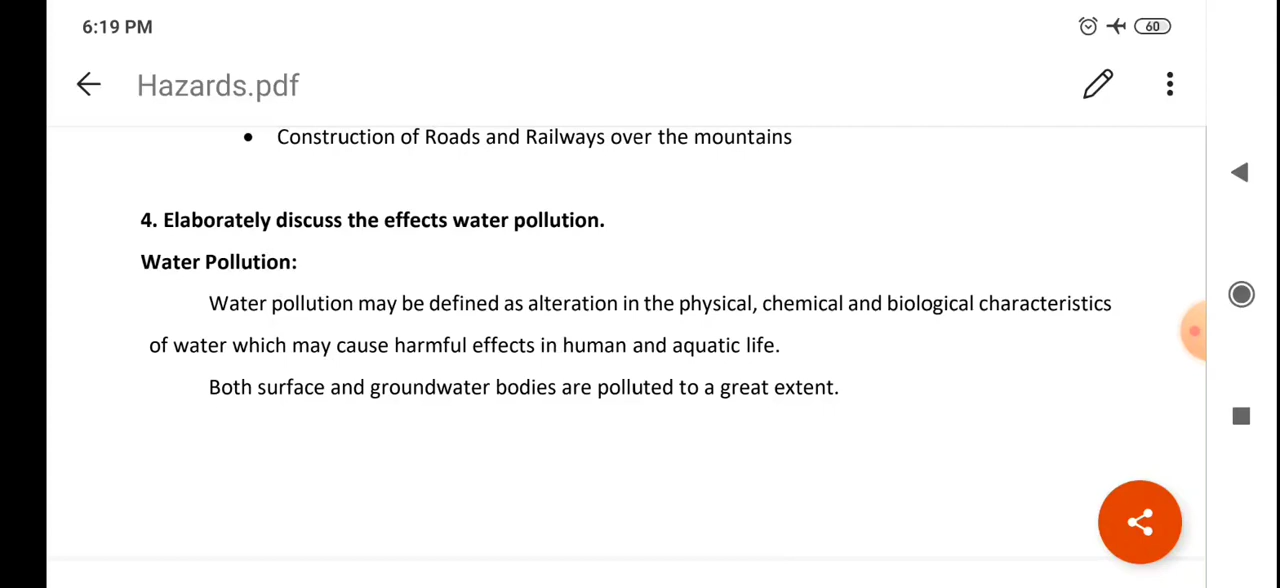 6:19 PM
60
Hazards.pdf
• Construction of Roads and Railways over the mountains
4. Elaborately discuss the effects water pollution.
Water Pollution:
Water pollution may be defined as alteration in the physical, chemical and biological characteristics
of water which may cause harmful effects in human and aquatic life.
Both surface and groundwater bodies are polluted to a great extent.